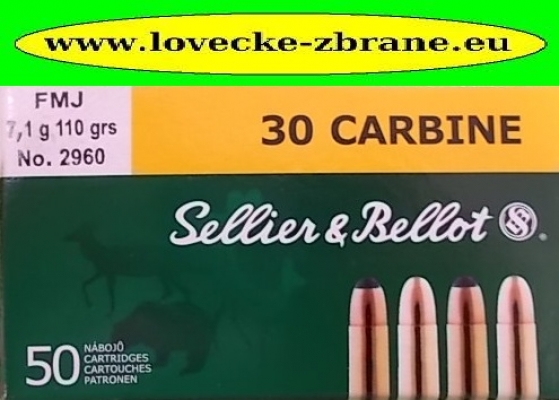 www.lovecke-zbrane.eu
FMJ
7,1 g 110 grs
No. 2960
30 CARBINE
Sellier & Bellot
50
NÁBOJŮ
CARTRIDGES
CARTOUCHES
PATRONEN